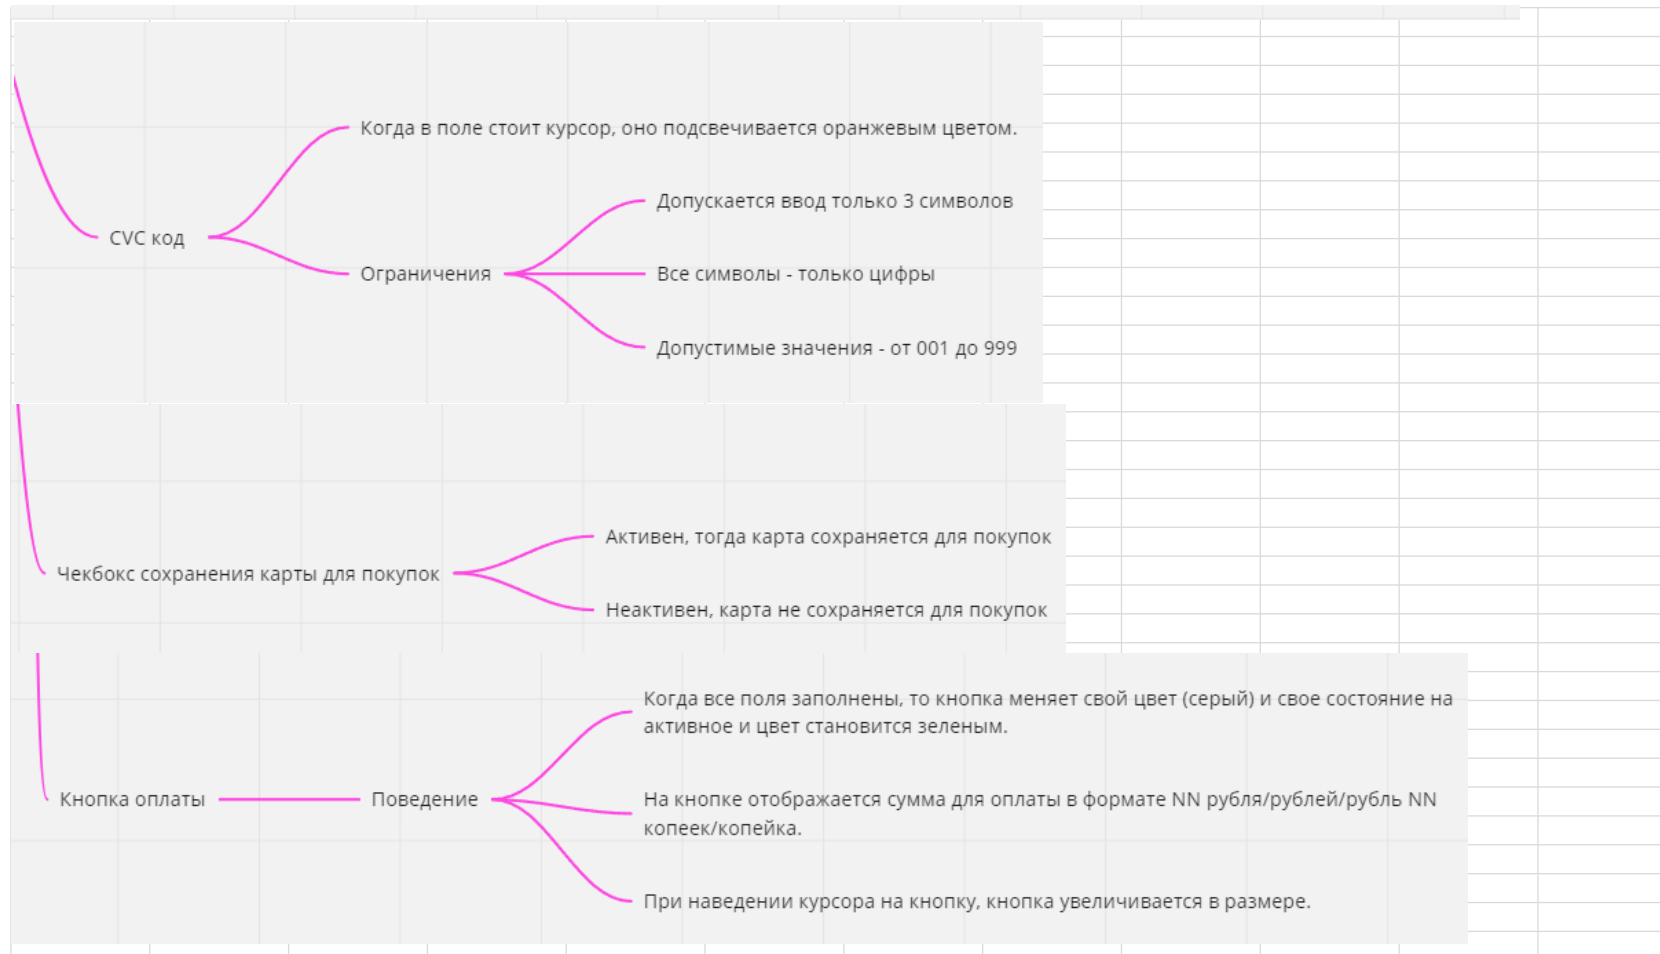 Когда в поле стоит курсор, оно подсвечивается оранжевым цветом.
Допускается ввод только 3 символов
CVC код
Ограничения
Все символы - только цифры
Допустимые значения - от 001 до 999
Активен, тогда карта сохраняется для покупок
Чекбокс сохранения карты для покупок
Неактивен, карта не сохраняется для покупок
Когда все поля заполнены, то кнопка меняет свой цвет (серый) и свое состояние на
активное и цвет становится зеленым.
Кнопка оплаты
Поведение
На кнопке отображается сумма для оплаты в формате NN рубля/рублей/рубль NN
копеек/копейка.
При наведении курсора на кнопку, кнопка увеличивается в размере.